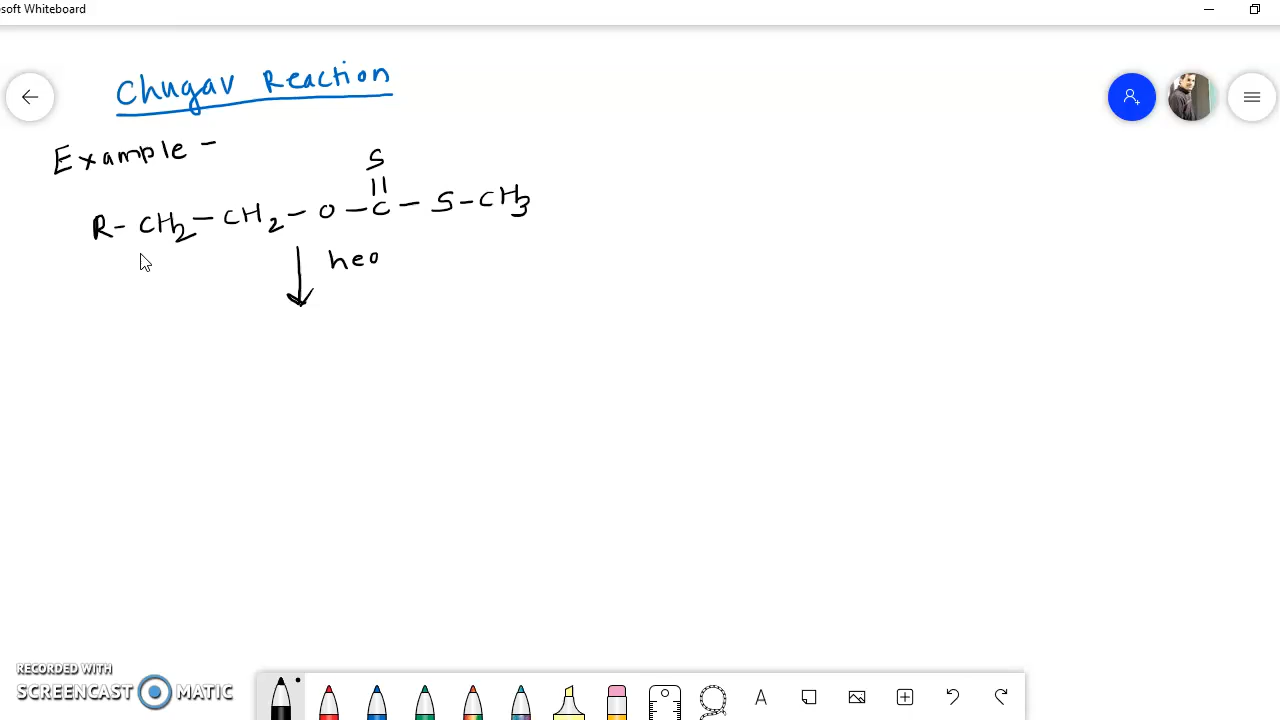 soft Whiteboard
Chugav Reaction
Example -
S
R - CH2 - CH2 - O - C - S - CH3
heo
RECORDED WITH
SCREENCAST MATIC
A